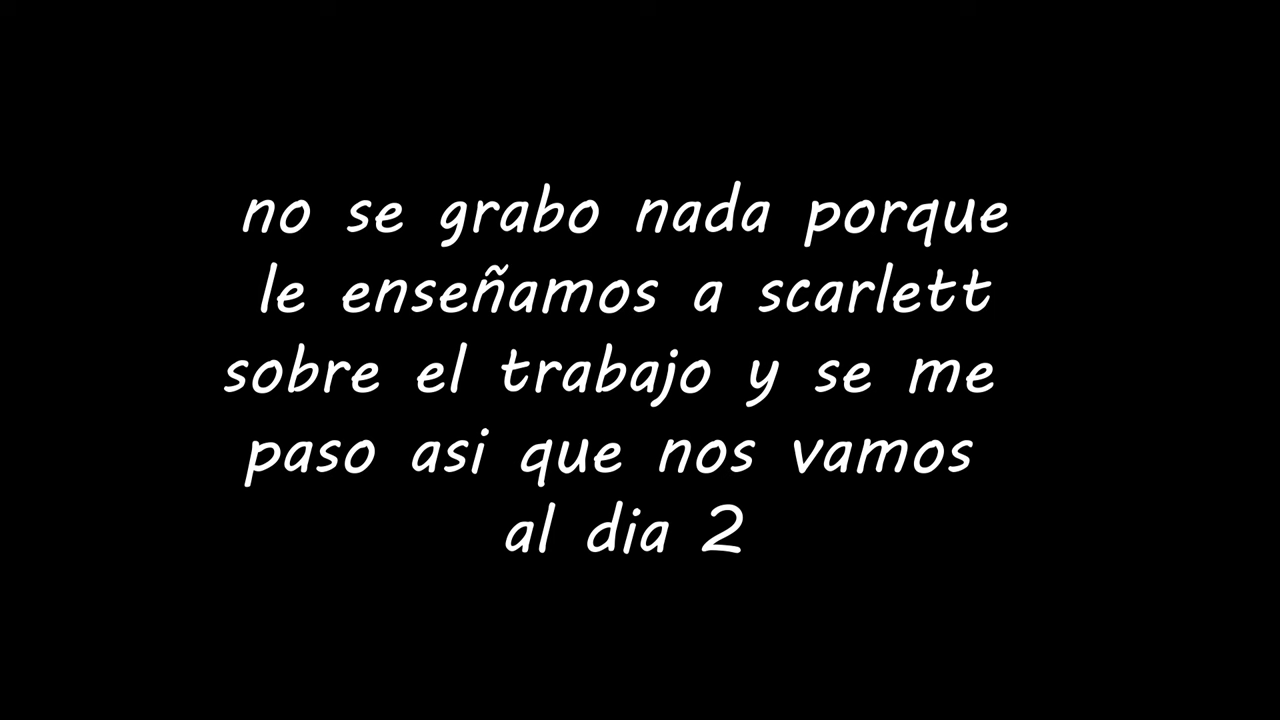 no se grabo nada porque
le enseñamos a scarlett
sobre el trabajo y se me
paso asi que nos vamos
al dia 2